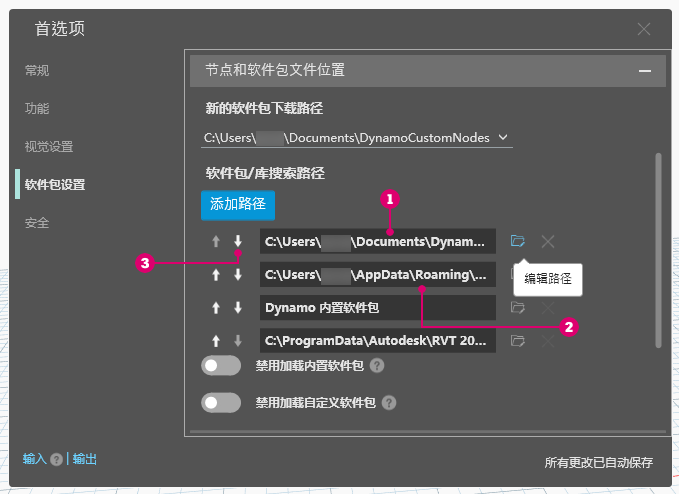 首选项
常规
功能
视觉设置
软件包设置
安全
节点和软件包文件位置
新的软件包下载路径
C:\Users\ \Documents\DynamoCustomNodes
软件包/库搜索路径
添加路径
1
C:\Users\ \Documents\Dynam...
3
编辑路径
C:\Users\ \AppData\Roaming\...
Dynamo 内置软件包
2
C:\ProgramData\Autodesk\RVT 20...
禁用加载内置软件包 ?
禁用加载自定义软件包 ?
输入 ? | 输出
所有更改已自动保存